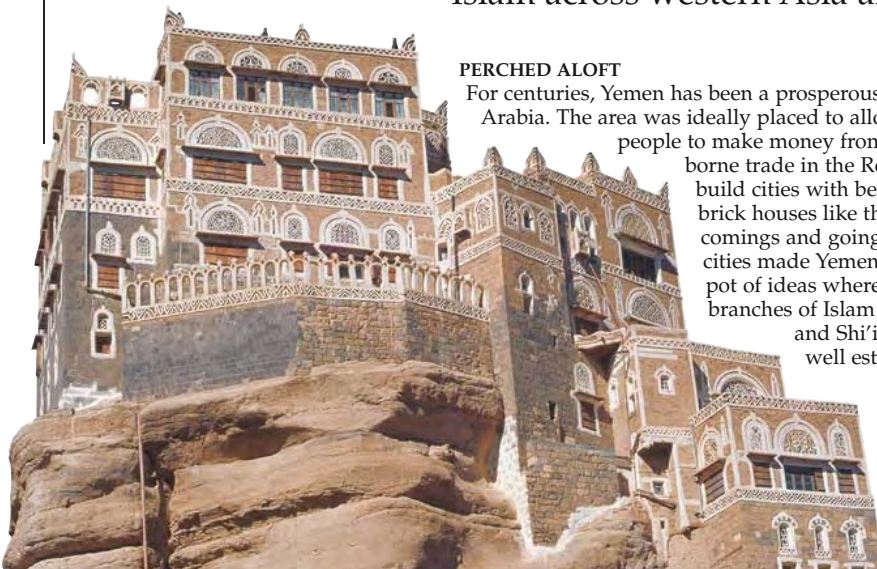 Islam across western Asia a
PERCHED ALOFT
For centuries, Yemen has been a prosperous
Arabia. The area was ideally placed to allo
people to make money from
borne trade in the Re
build cities with be
brick houses like th
comings and going
cities made Yemen
pot of ideas where
branches of Islam
and Shi'i
well est